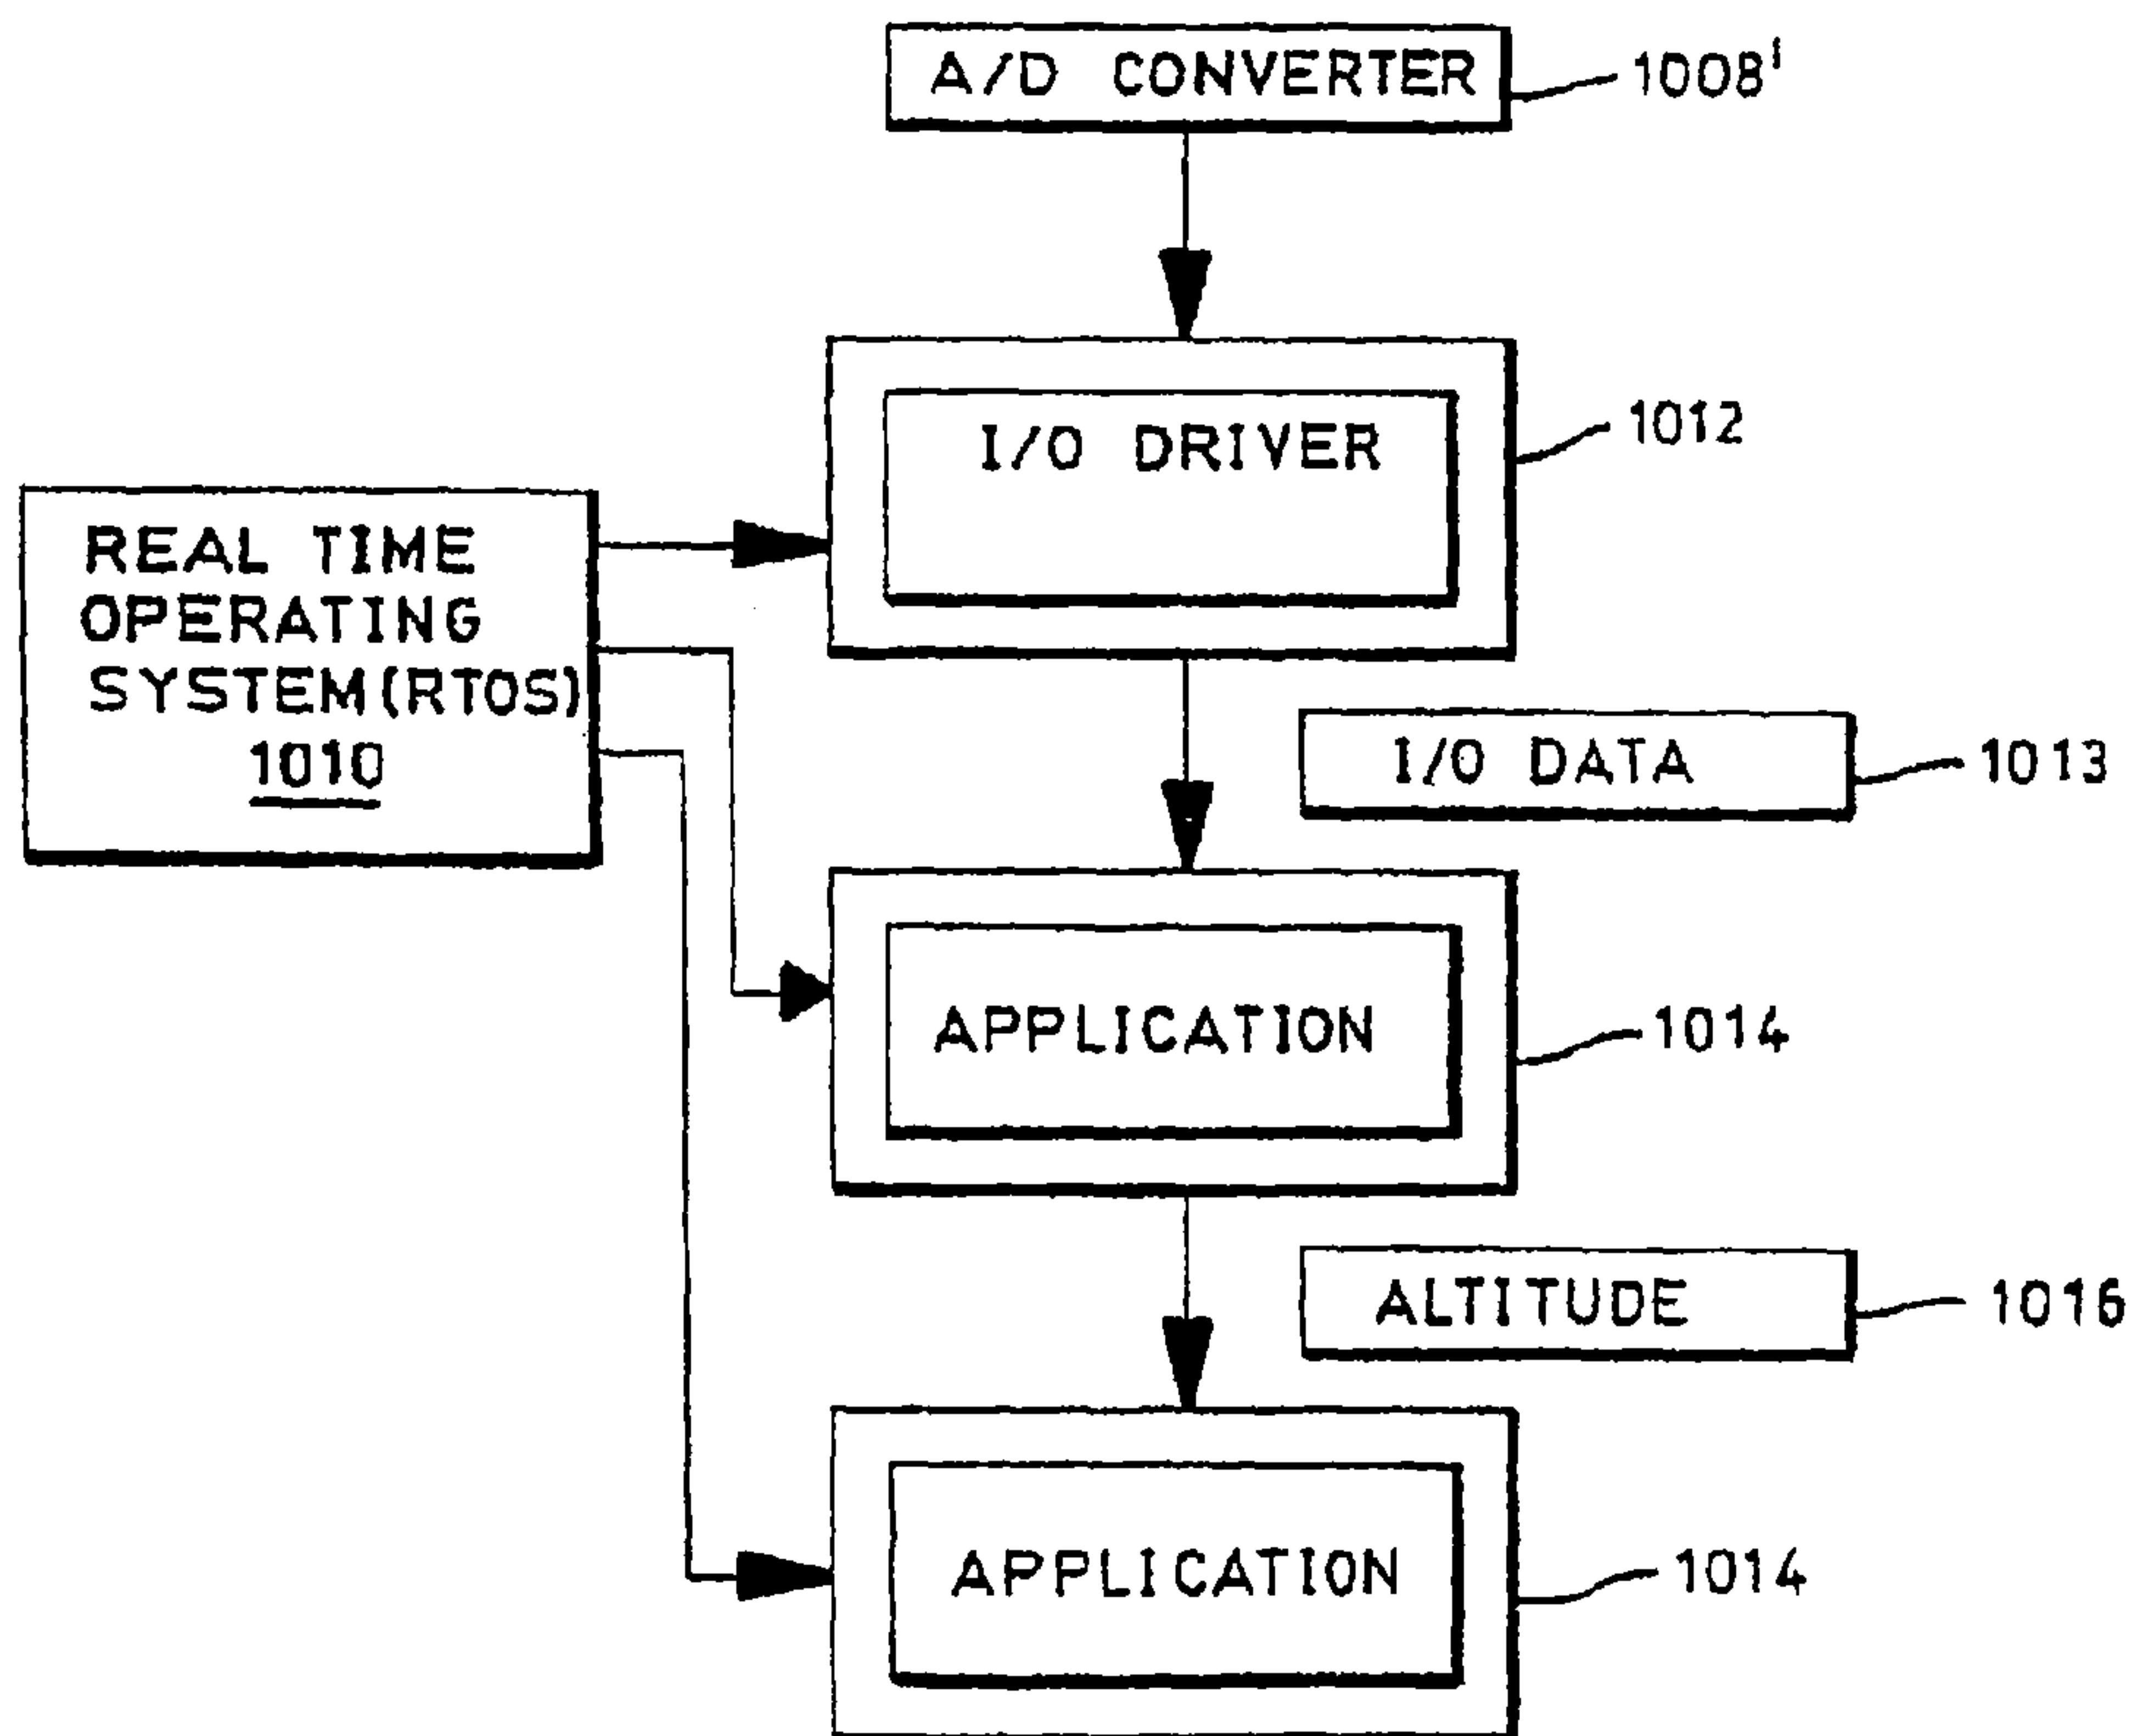 A/D CONVERTER
1008'
I/O DRIVER
1012
REAL TIME
OPERATING
SYSTEM(RTOS)
1010
I/O DATA
1013
APPLICATION
1014
ALTITUDE
1016
APPLICATION
1014